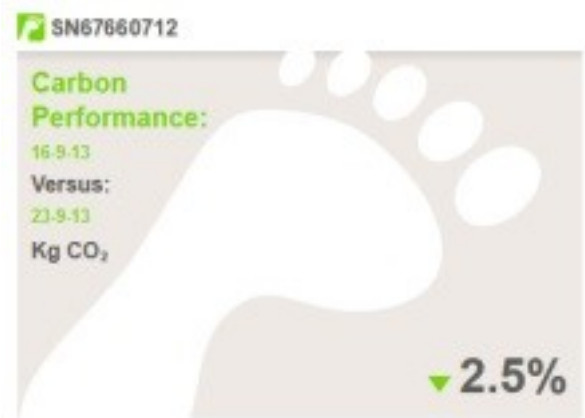 SN67660712
Carbon
Performance:
16-9-13
Versus:
23-9-13
Kg CO₂
2.5%